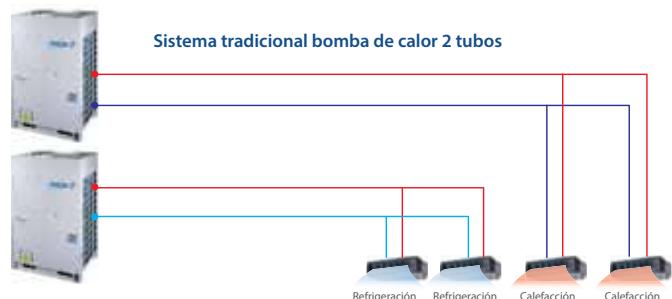 Sistema tradicional bomba de calor 2 tubos
Refrigeración Refrigeración Calefacción Calefacción